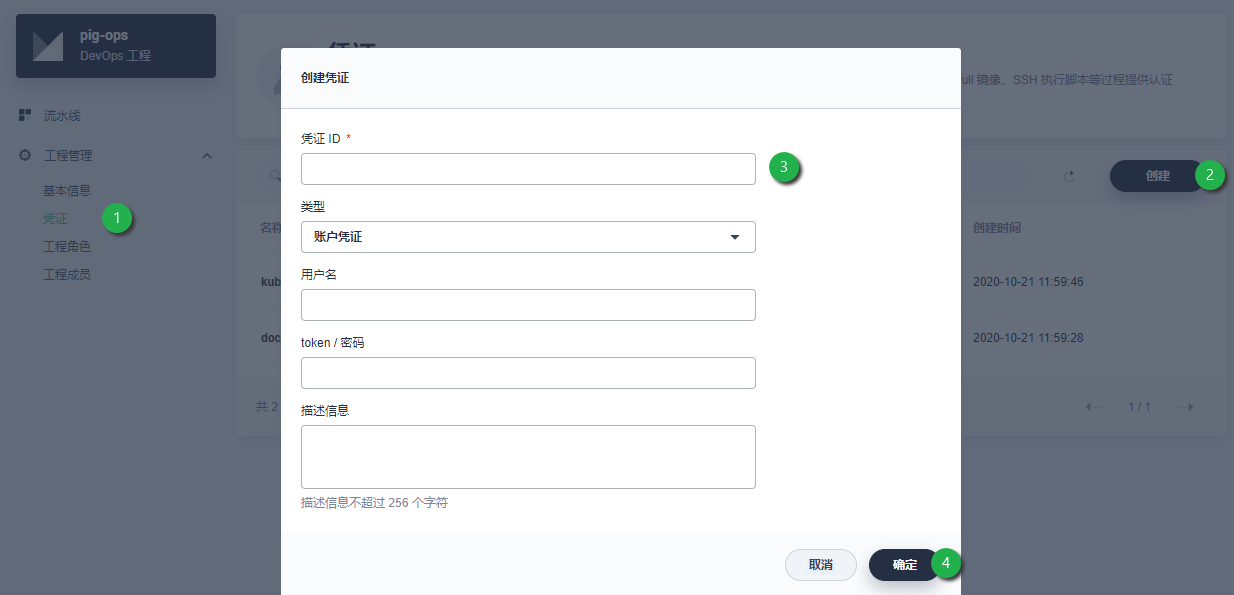 pig-ops
DevOps 工程
流水线
工程管理
基本信息
凭证
1
工程角色
工程成员
凭证
ull 镜像、SSH 执行脚本等过程提供认证
创建
2
名称
创建时间
kub
2020-10-21 11:59:46
doc
2020-10-21 11:59:28
共 2
1 / 1
创建凭证
凭证 ID *
3
类型
账户凭证
用户名
token / 密码
描述信息
描述信息不超过 256 个字符
取消
确定
4